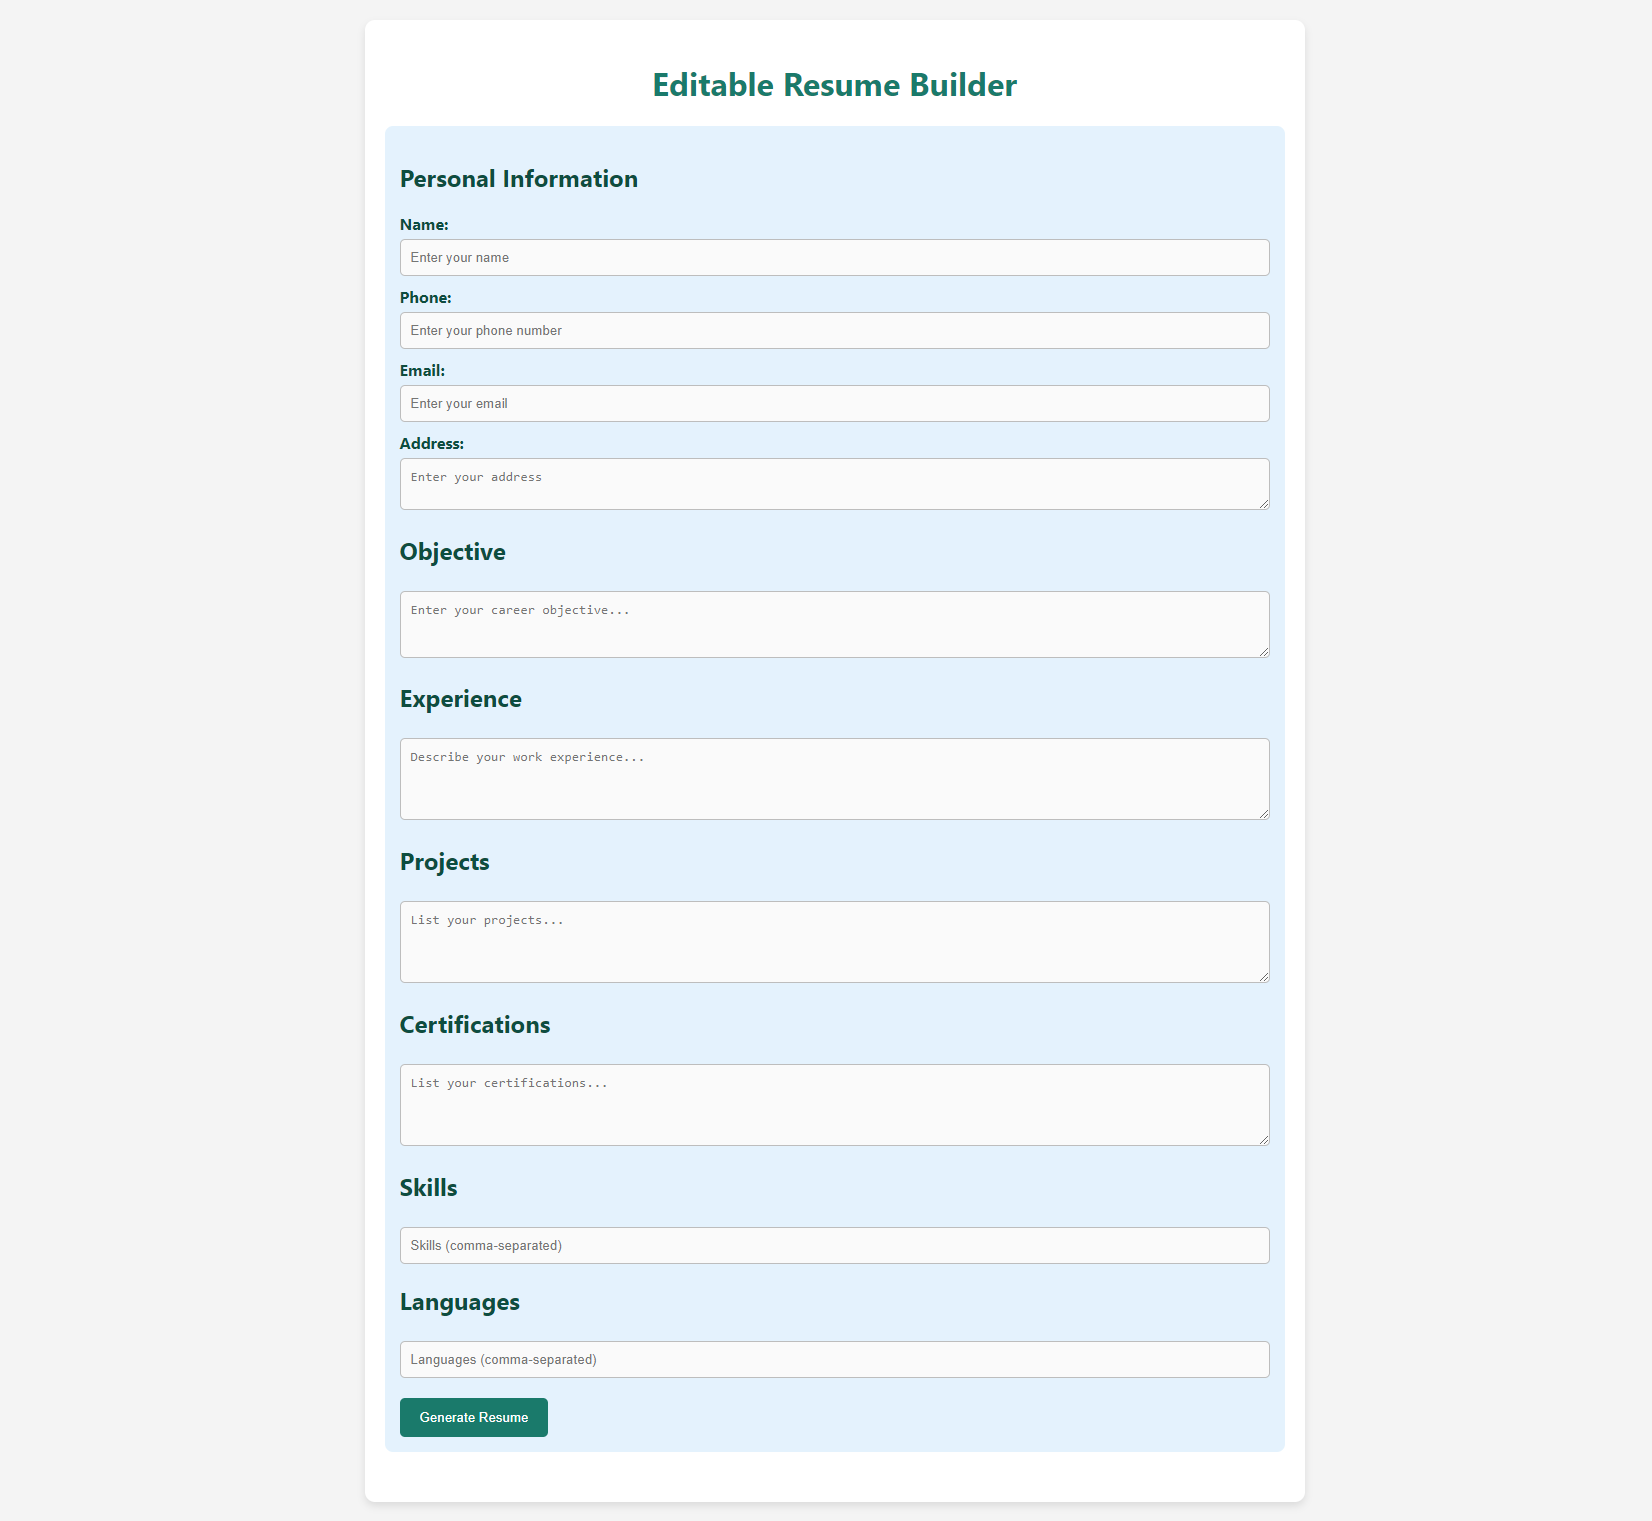 Editable Resume Builder
Personal Information
Name:
Enter your name
Phone:
Enter your phone number
Email:
Enter your email
Address:
Enter your address
Objective
Enter your career objective...
Experience
Describe your work experience...
Projects
List your projects...
Certifications
List your certifications...
Skills
Skills (comma-separated)
Languages
Languages (comma-separated)
Generate Resume